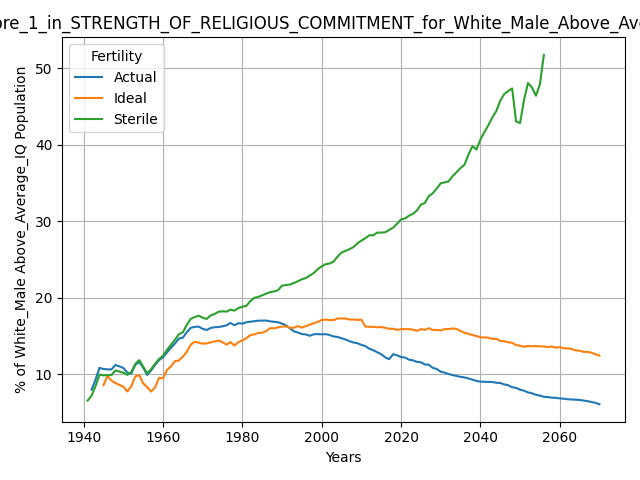 ore_1_in_STRENGTH_OF_RELIGIOUS_COMMITMENT_for_White_Male_Above_Av
Fertility
Actual
Ideal
Sterile
% of White_Male Above_Average_IQ Population
50
40
30
20
10
1940
1960
1980
2000
2020
2040
2060
Years